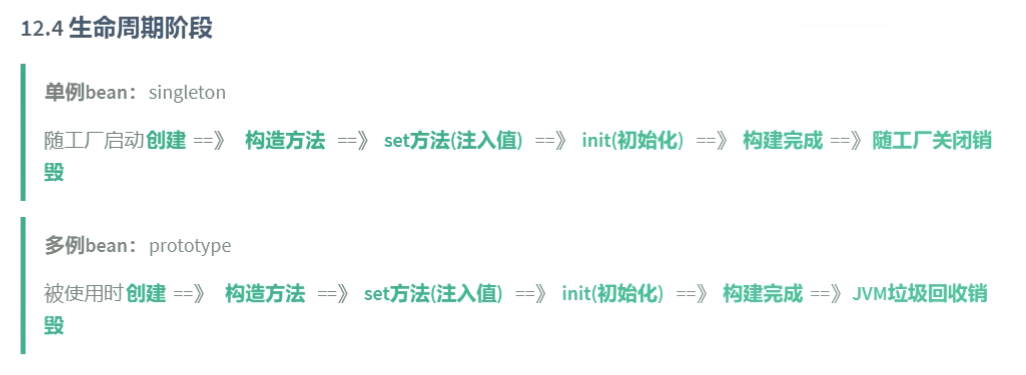 12.4 生命周期阶段
单例bean：singleton
随工厂启动创建 ==》 构造方法 ==》 set方法(注入值) ==》 init(初始化) ==》 构建完成 ==》随工厂关闭销
毁
多例bean：prototype
被使用时创建 ==》 构造方法 ==》 set方法(注入值) ==》 init(初始化) ==》 构建完成 ==》JVM垃圾回收销
毁